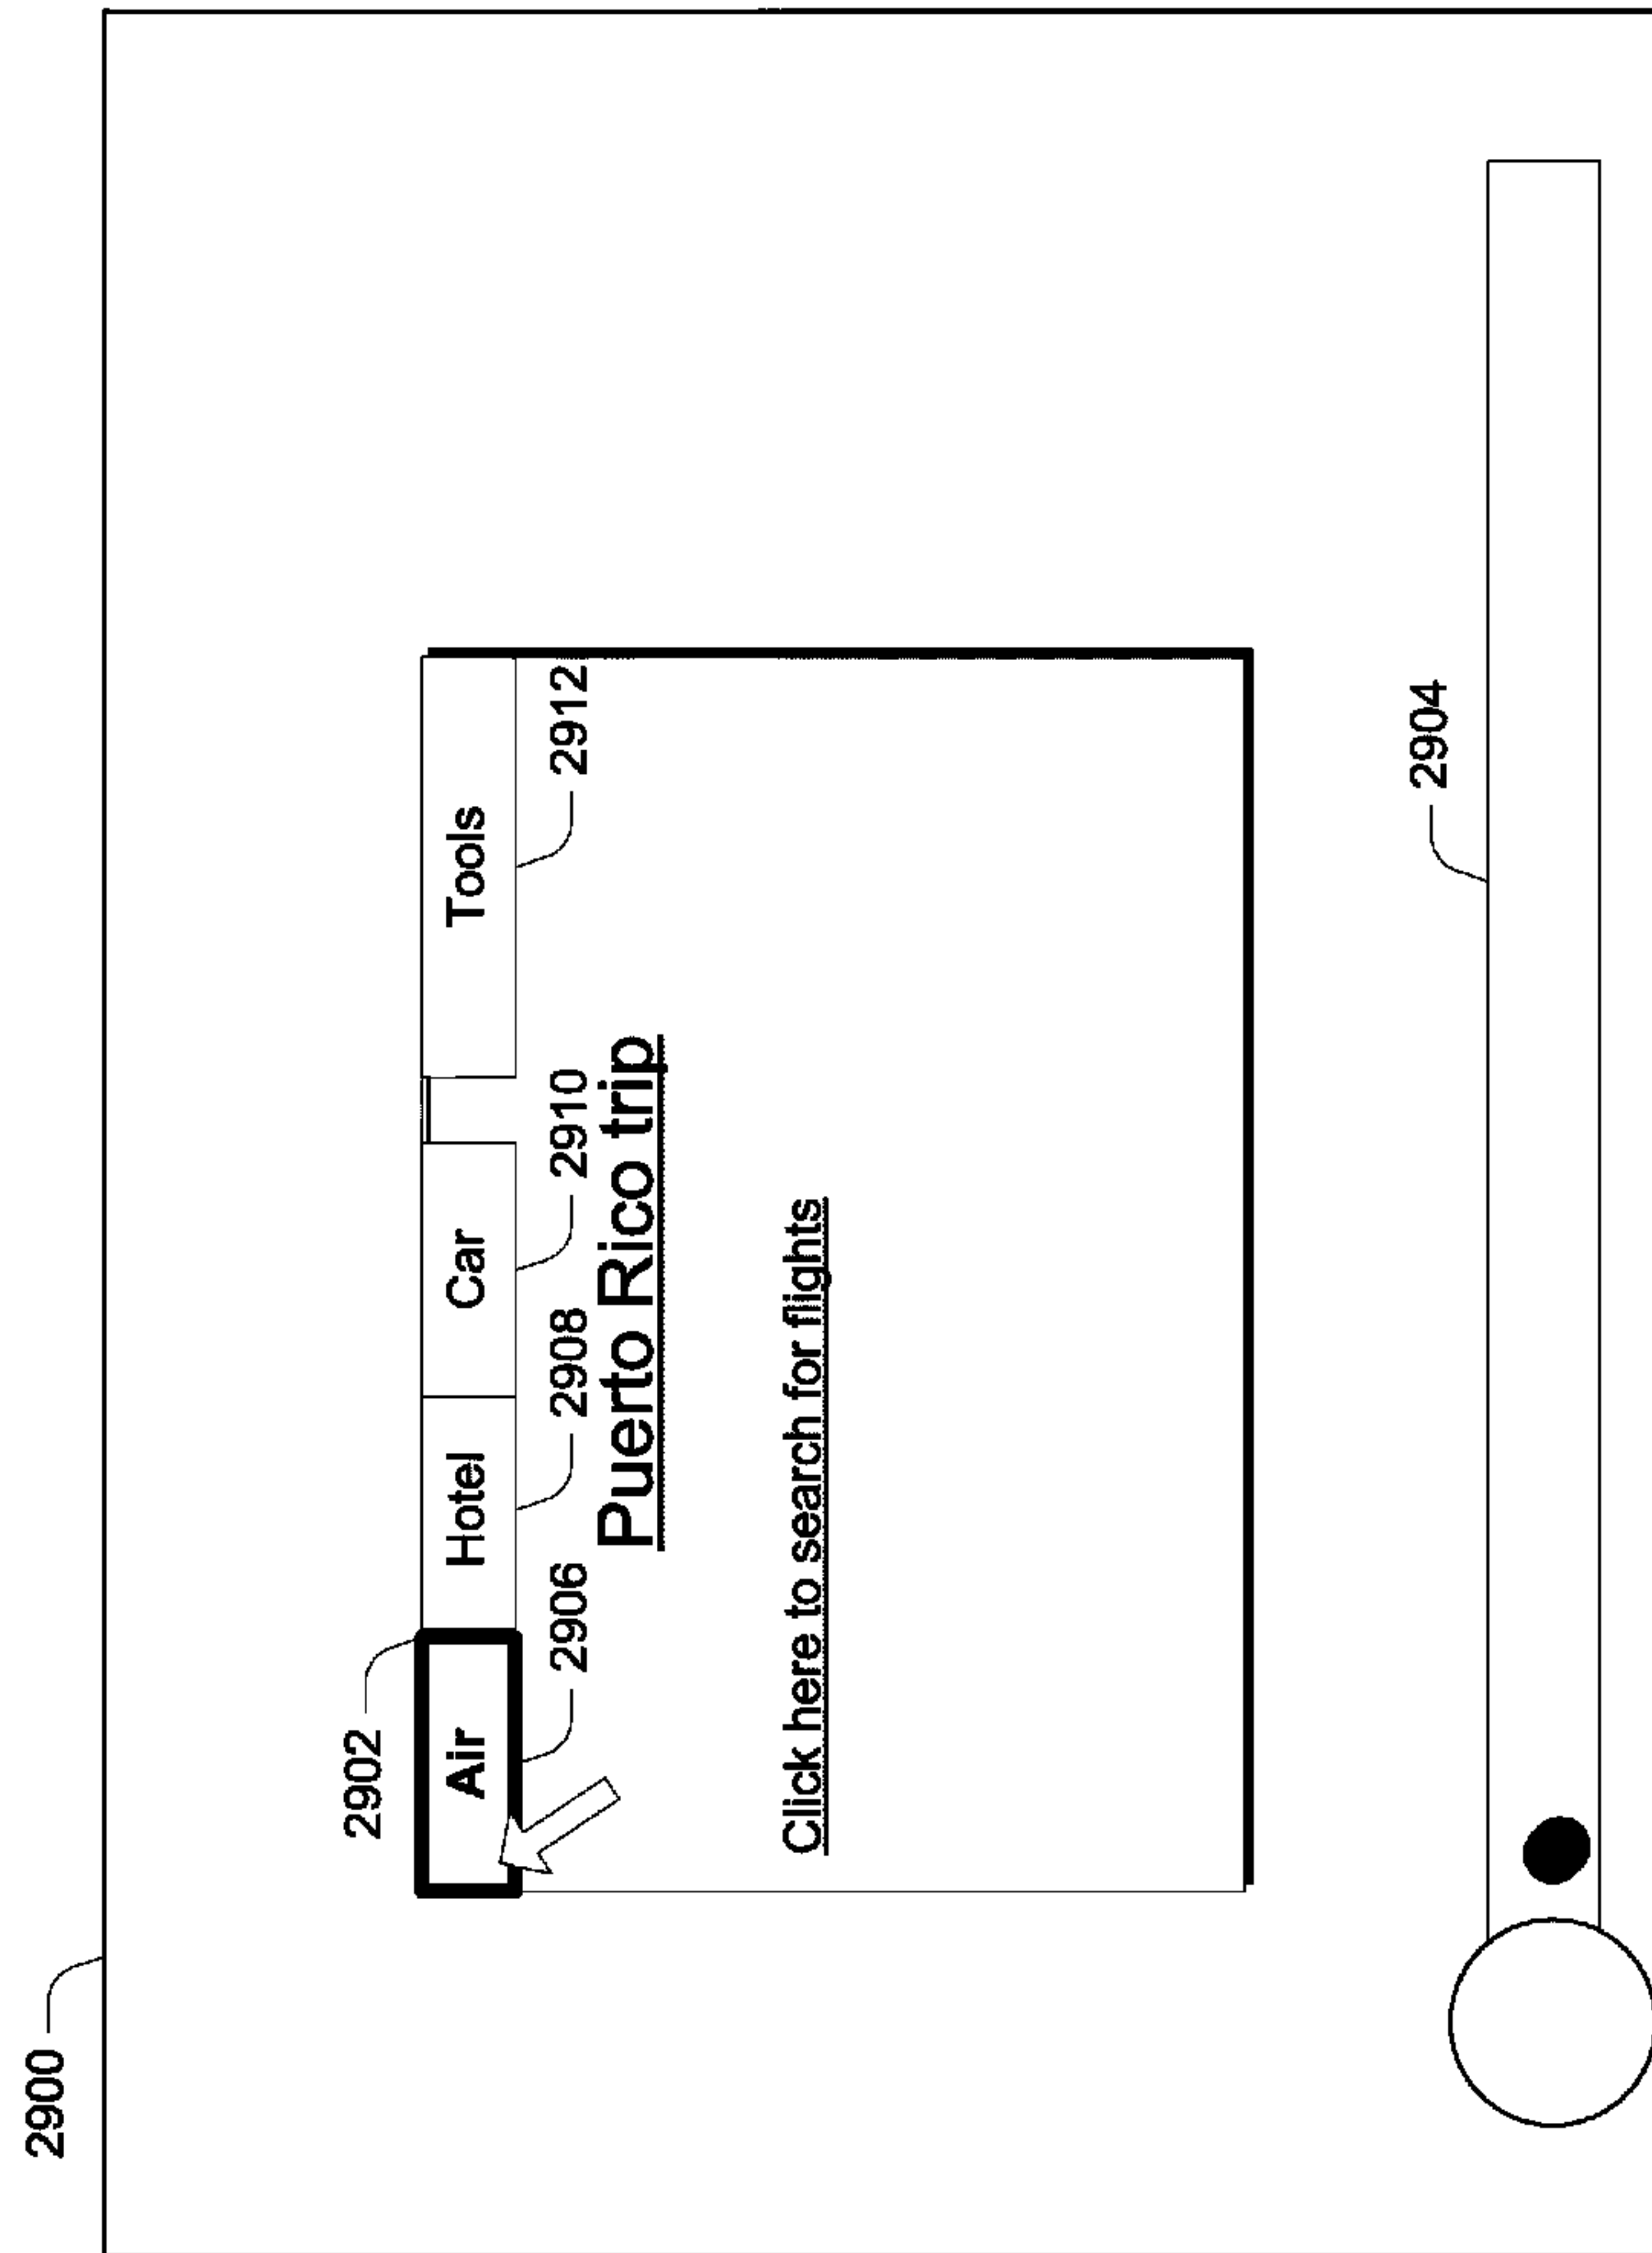 2900
2902
Air
Hotel
Car
Tools
2906
2908
2910
2912
Puerto Rico trip
Click here to search for flights
2904